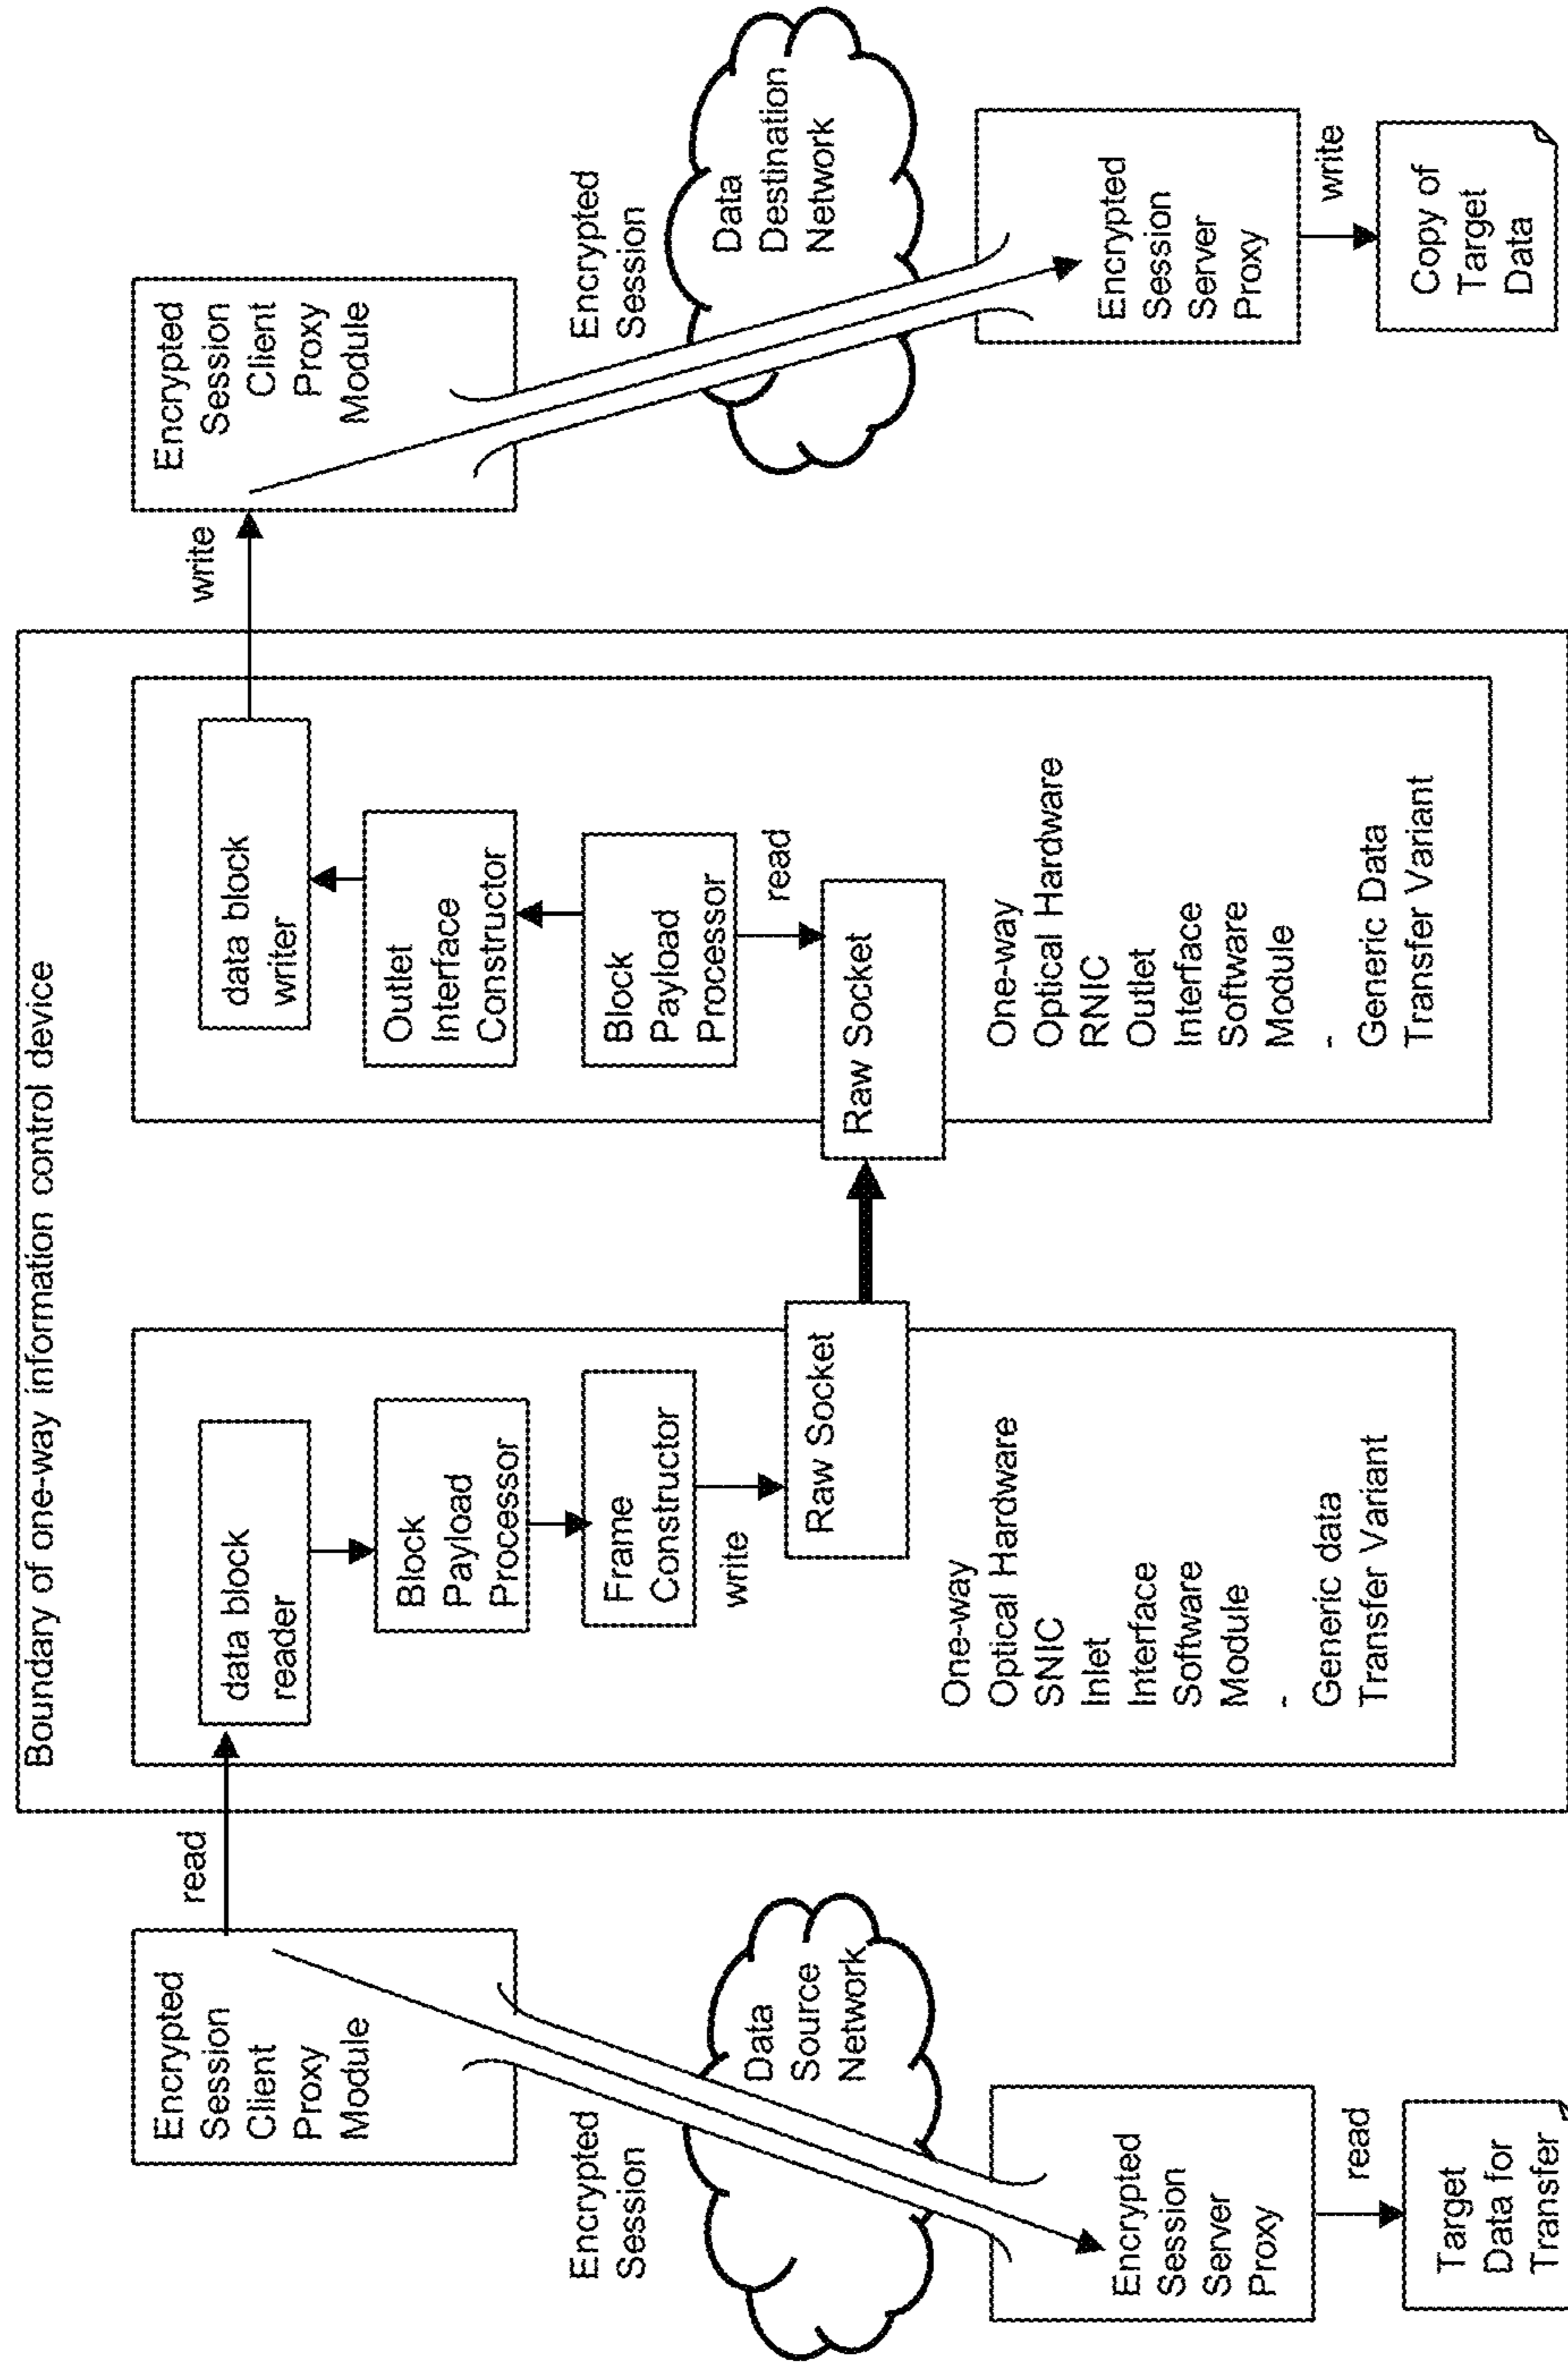 Boundary of one-way information control device
Encrypted
Session
Client
Proxy
Module
read
Encrypted
Session
Data
Source
Network
Encrypted
Session
Server
Proxy
read
Target
Data for
Transfer
data block
reader
Block
Payload
Processor
Frame
Constructor
write
Raw Socket
One-way
Optical Hardware
SNIC
Inlet
Interface
Software
Module
-
Generic data
Transfer Variant
data block
writer
Outlet
Interface
Constructor
Block
Payload
Processor
read
Raw Socket
One-way
Optical Hardware
RNIC
Outlet
Interface
Software
Module
-
Generic Data
Transfer Variant
write
Encrypted
Session
Client
Proxy
Module
Encrypted
Session
Data
Destination
Network
Encrypted
Session
Server
Proxy
write
Copy of
Target
Data